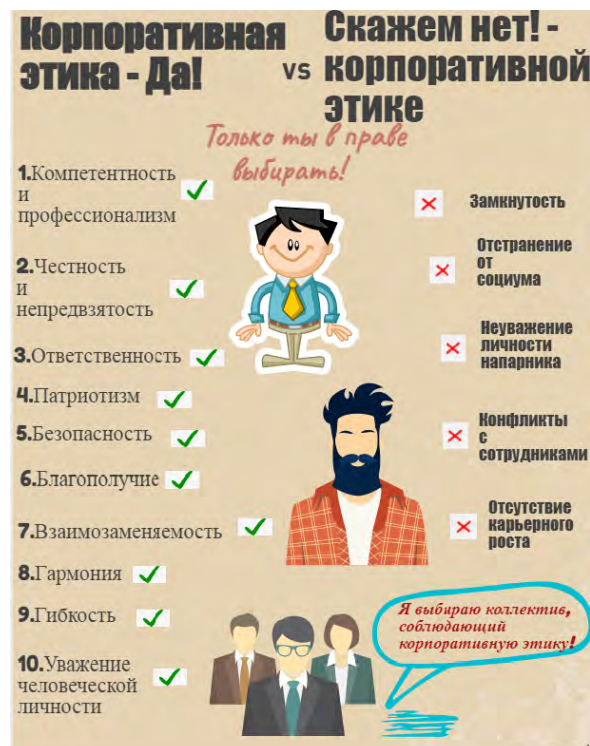 Корпоративная
этика - Да!
vs
Скажем нет! -
корпоративной
этике
Только ты в праве
выбирать!
1.Компетентность
и
профессионализм
2.Честность
и
непредвзятость
3.Ответственность
4.Патриотизм
5.Безопасность
6.Благополучие
7.Взаимозаменяемость
8.Гармония
9.Гибкость
10.Уважение
человеческой
личности
Замкнутость
Отстранение
от
социума
Неуважение
личности
напарника
Конфликты
с
сотрудниками
Отсутствие
карьерного
роста
Я выбираю коллектив,
соблюдающий
корпоративную этику!